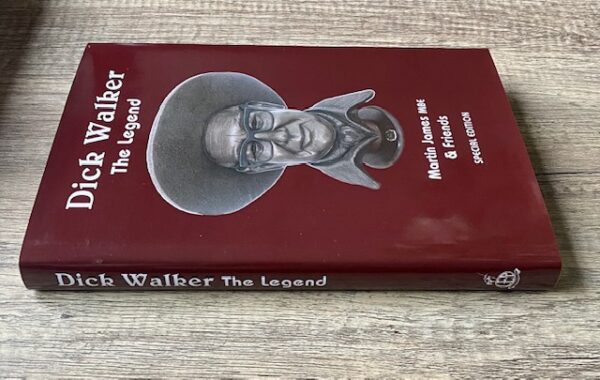 Dick Walker
The Legend
Martin James MBE
& Friends
SPECIAL EDITION
Dick Walker The Legend